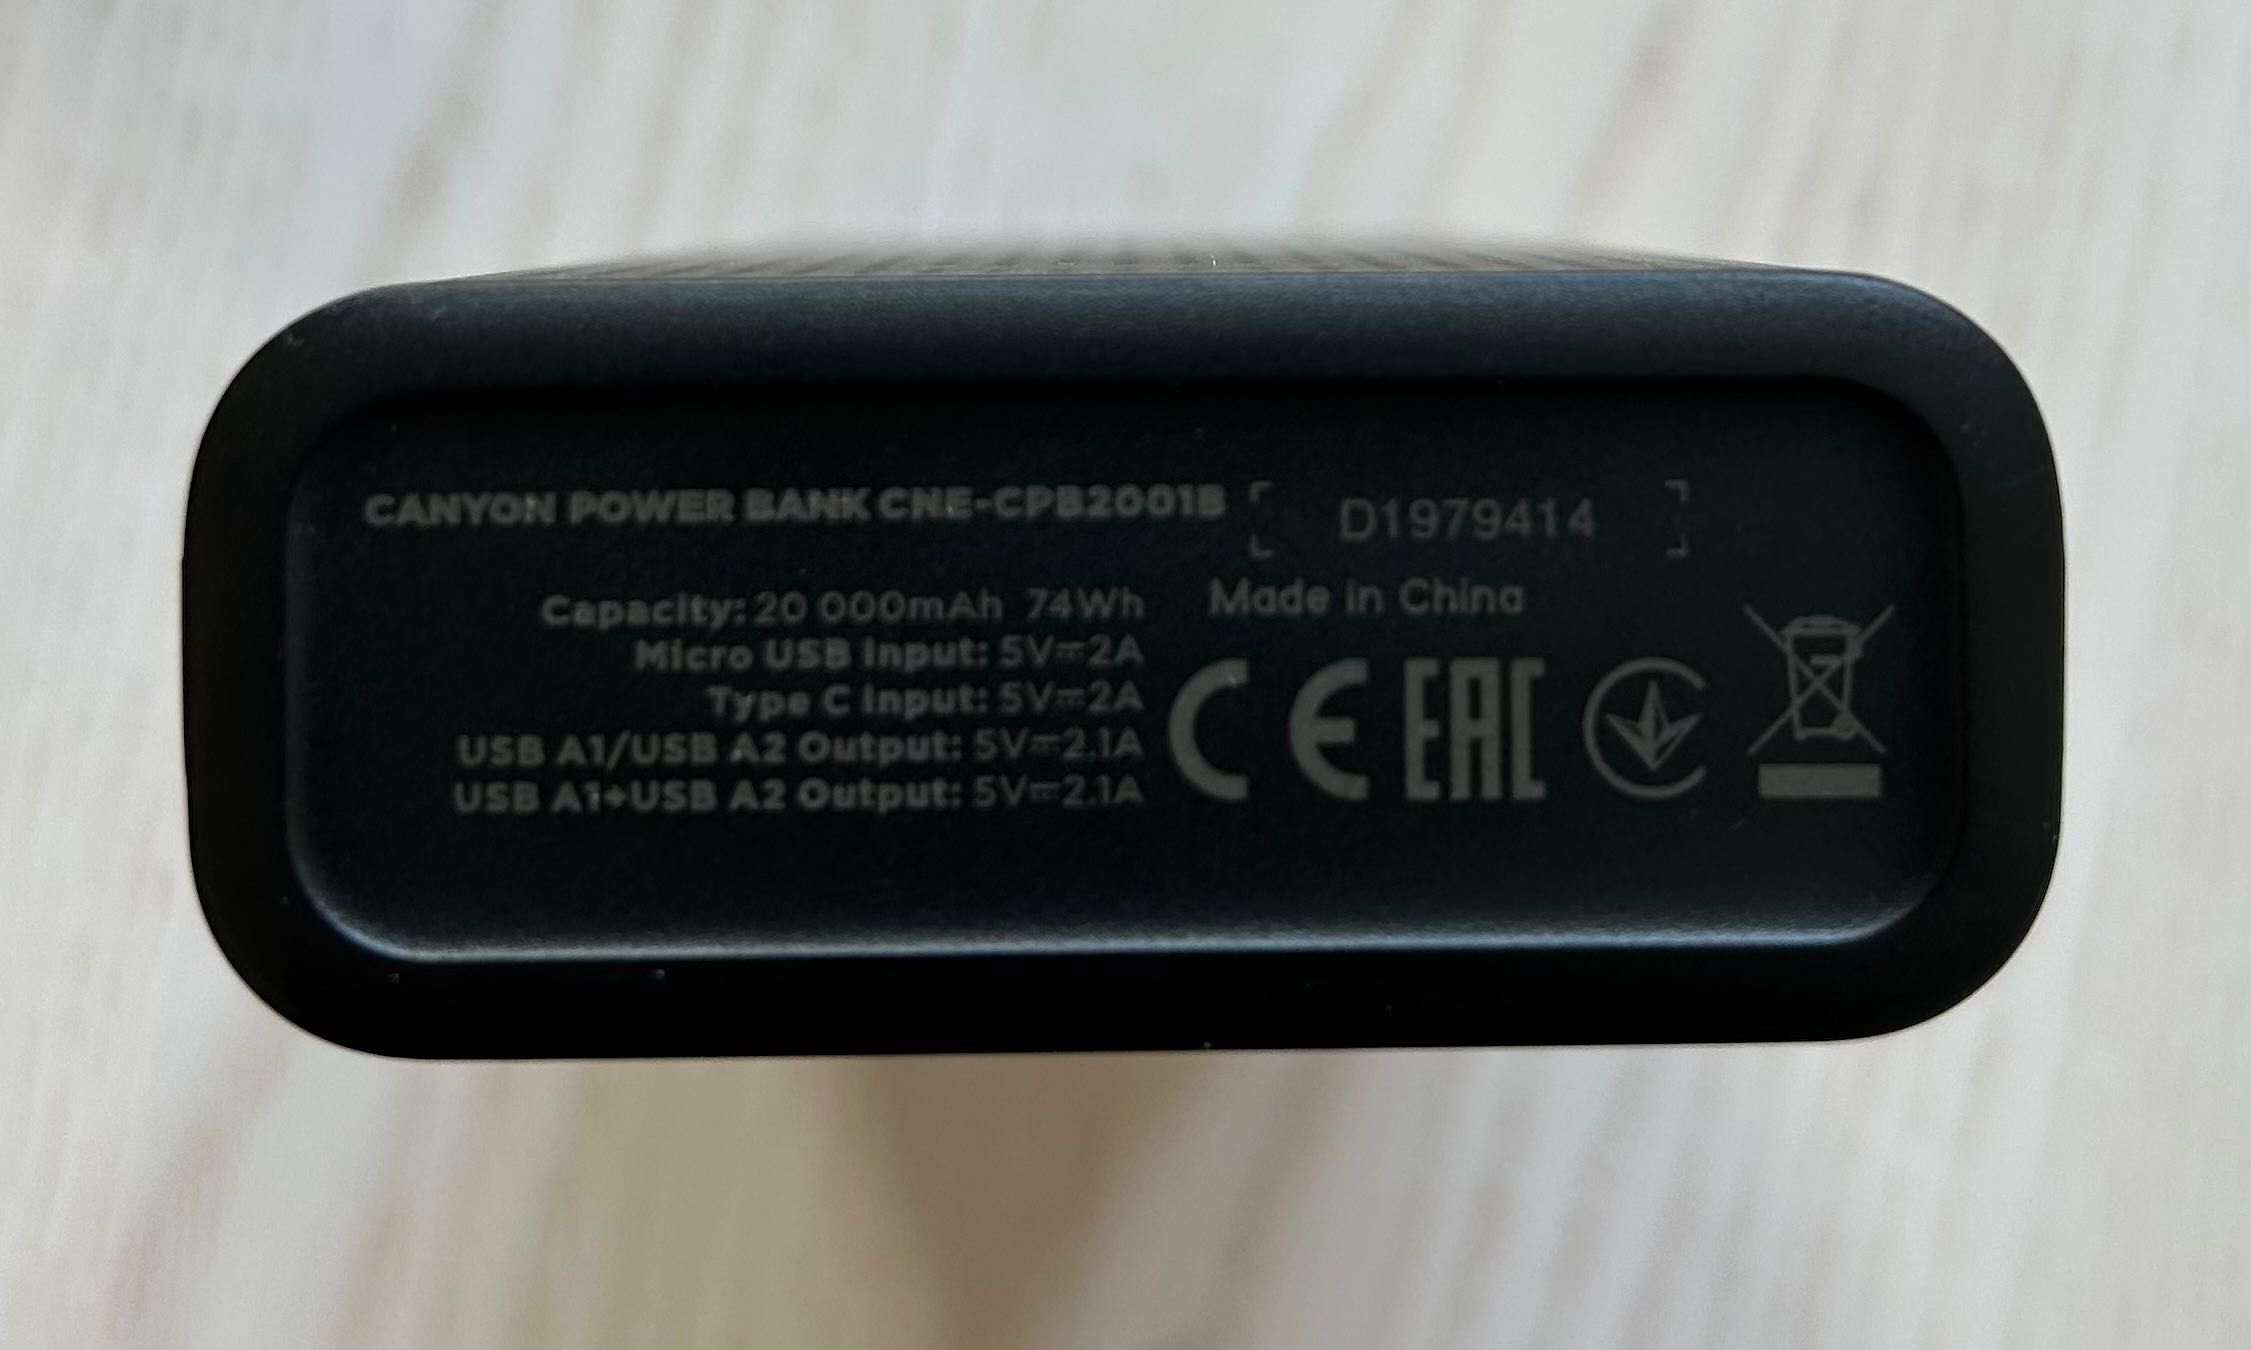 CANYON POWER BANK CNE-CPB2001B
D1979414
Capacity: 20 000mAh 74Wh
Micro USB Input: 5V⎓2A
Type C Input: 5V⎓2A
USB A1/USB A2 Output: 5V⎓2.1A
USB A1+USB A2 Output: 5V⎓2.1A
Made in China
CE EAC